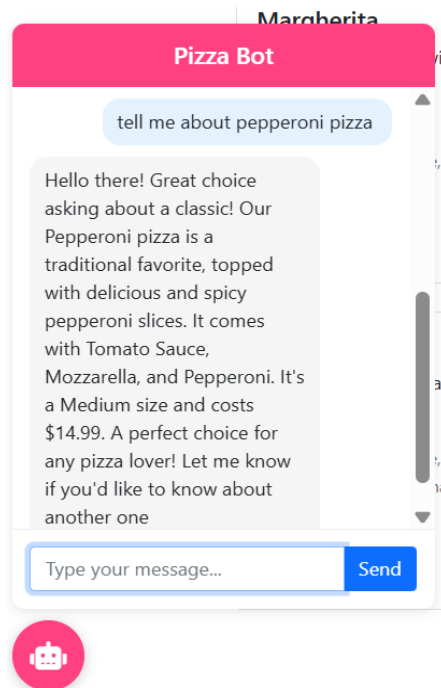 Margherita
Pizza Bot
tell me about pepperoni pizza
Hello there! Great choice
asking about a classic! Our
Pepperoni pizza is a
traditional favorite, topped
with delicious and spicy
pepperoni slices. It comes
with Tomato Sauce,
Mozzarella, and Pepperoni. It's
a Medium size and costs
$14.99. A perfect choice for
any pizza lover! Let me know
if you'd like to know about
another one
Type your message...
Send